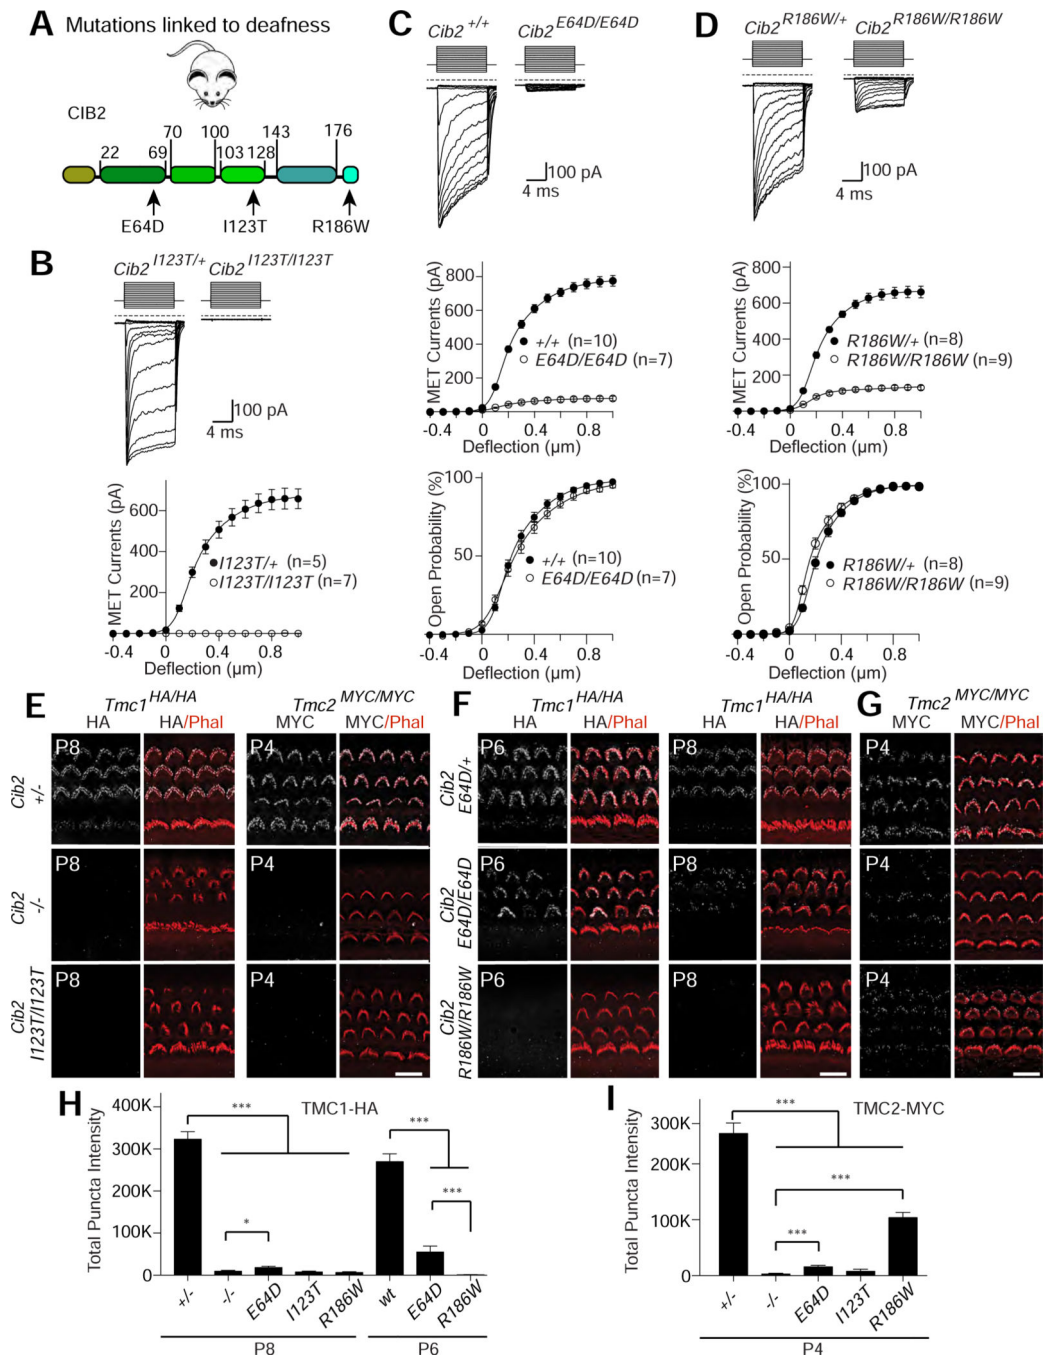 A Mutations linked to deafness
CIB2
70 100 143 176
22 69 103 128
E64D I123T R186W
B
Cib2 I123T/+ Cib2 I123T/I123T
100 pA
4 ms
MET Currents (pA)
600
400
200
I123T/+ (n=5)
I123T/I123T (n=7)
-0.4 0 0.4 0.8
Deflection (µm)
C
Cib2 +/+ Cib2 E64D/E64D
100 pA
4 ms
MET Currents (pA)
800
600
400
200
+/+ (n=10)
E64D/E64D (n=7)
-0.4 0 0.4 0.8
Deflection (µm)
Open Probability (%)
100
50
+/+ (n=10)
E64D/E64D (n=7)
-0.4 0 0.4 0.8
Deflection (µm)
D
Cib2 R186W/+ Cib2 R186W/R186W
100 pA
4 ms
MET Currents (pA)
800
600
400
200
R186W/+ (n=8)
R186W/R186W (n=9)
-0.4 0 0.4 0.8
Deflection (µm)
Open Probability (%)
100
50
R186W/+ (n=8)
R186W/R186W (n=9)
-0.4 0 0.4 0.8
Deflection (µm)
E
Tmc1 HA/HA Tmc2 MYC/MYC
HA HA/Phal MYC MYC/Phal
Cib2 +/-
P8 P4
Cib2 -/-
P8 P4
Cib2 I123T/I123T
P8 P4
F
Tmc1 HA/HA
HA HA/Phal HA HA/Phal
Cib2 E64D/+
P6 P8
Cib2 E64D/E64D
P6 P8
Cib2 R186W/R186W
P6 P8
G
Tmc2 MYC/MYC
MYC MYC/Phal
P4
P4
P4
H
TMC1-HA
Total Puncta Intensity
400K
300K
200K
100K
0
***
*
***
***
+/- -/- E64D I123T R186W wt E64D R186W
P8 P6
I
TMC2-MYC
Total Puncta Intensity
300K
100K
0
***
***
***
+/- -/- E64D I123T R186W
P4